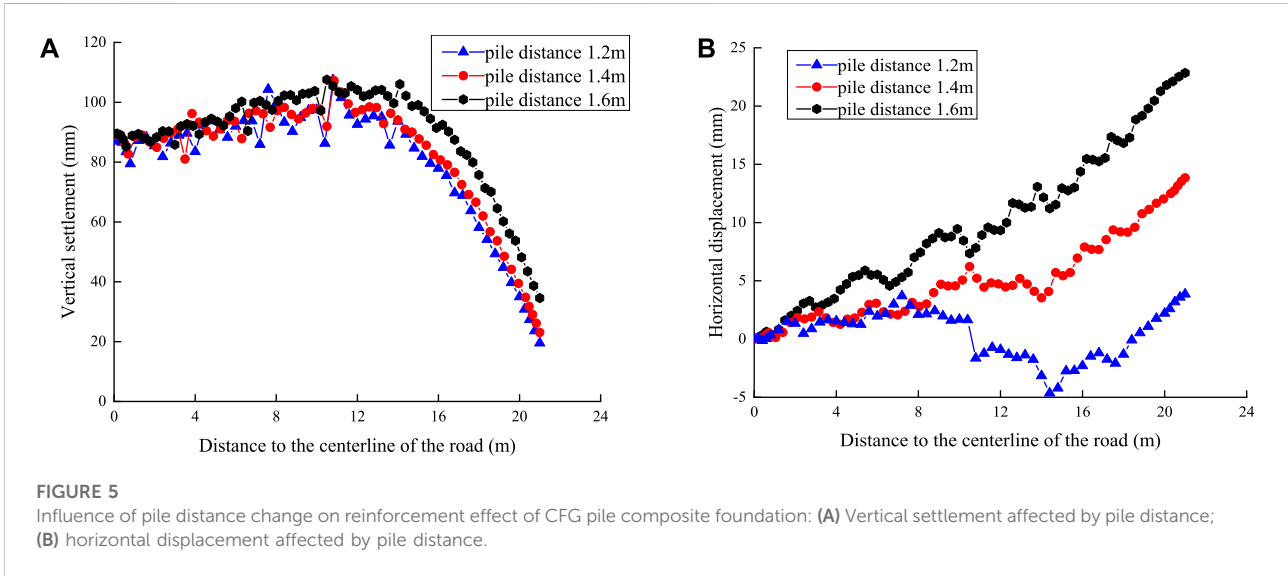 A
120
100
80
60
40
20
0
Vertical settlement (mm)
pile distance 1.2m
pile distance 1.4m
pile distance 1.6m
0 4 8 12 16 20 24
Distance to the centerline of the road (m)
B
30
25
20
15
10
5
0
-5
Horizontal displacement (mm)
pile distance 1.2m
pile distance 1.4m
pile distance 1.6m
0 4 8 12 16 20 24
Distance to the centerline of the road (m)
FIGURE 5
Influence of pile distance change on reinforcement effect of CFG pile composite foundation: (A) Vertical settlement affected by pile distance;
(B) horizontal displacement affected by pile distance.